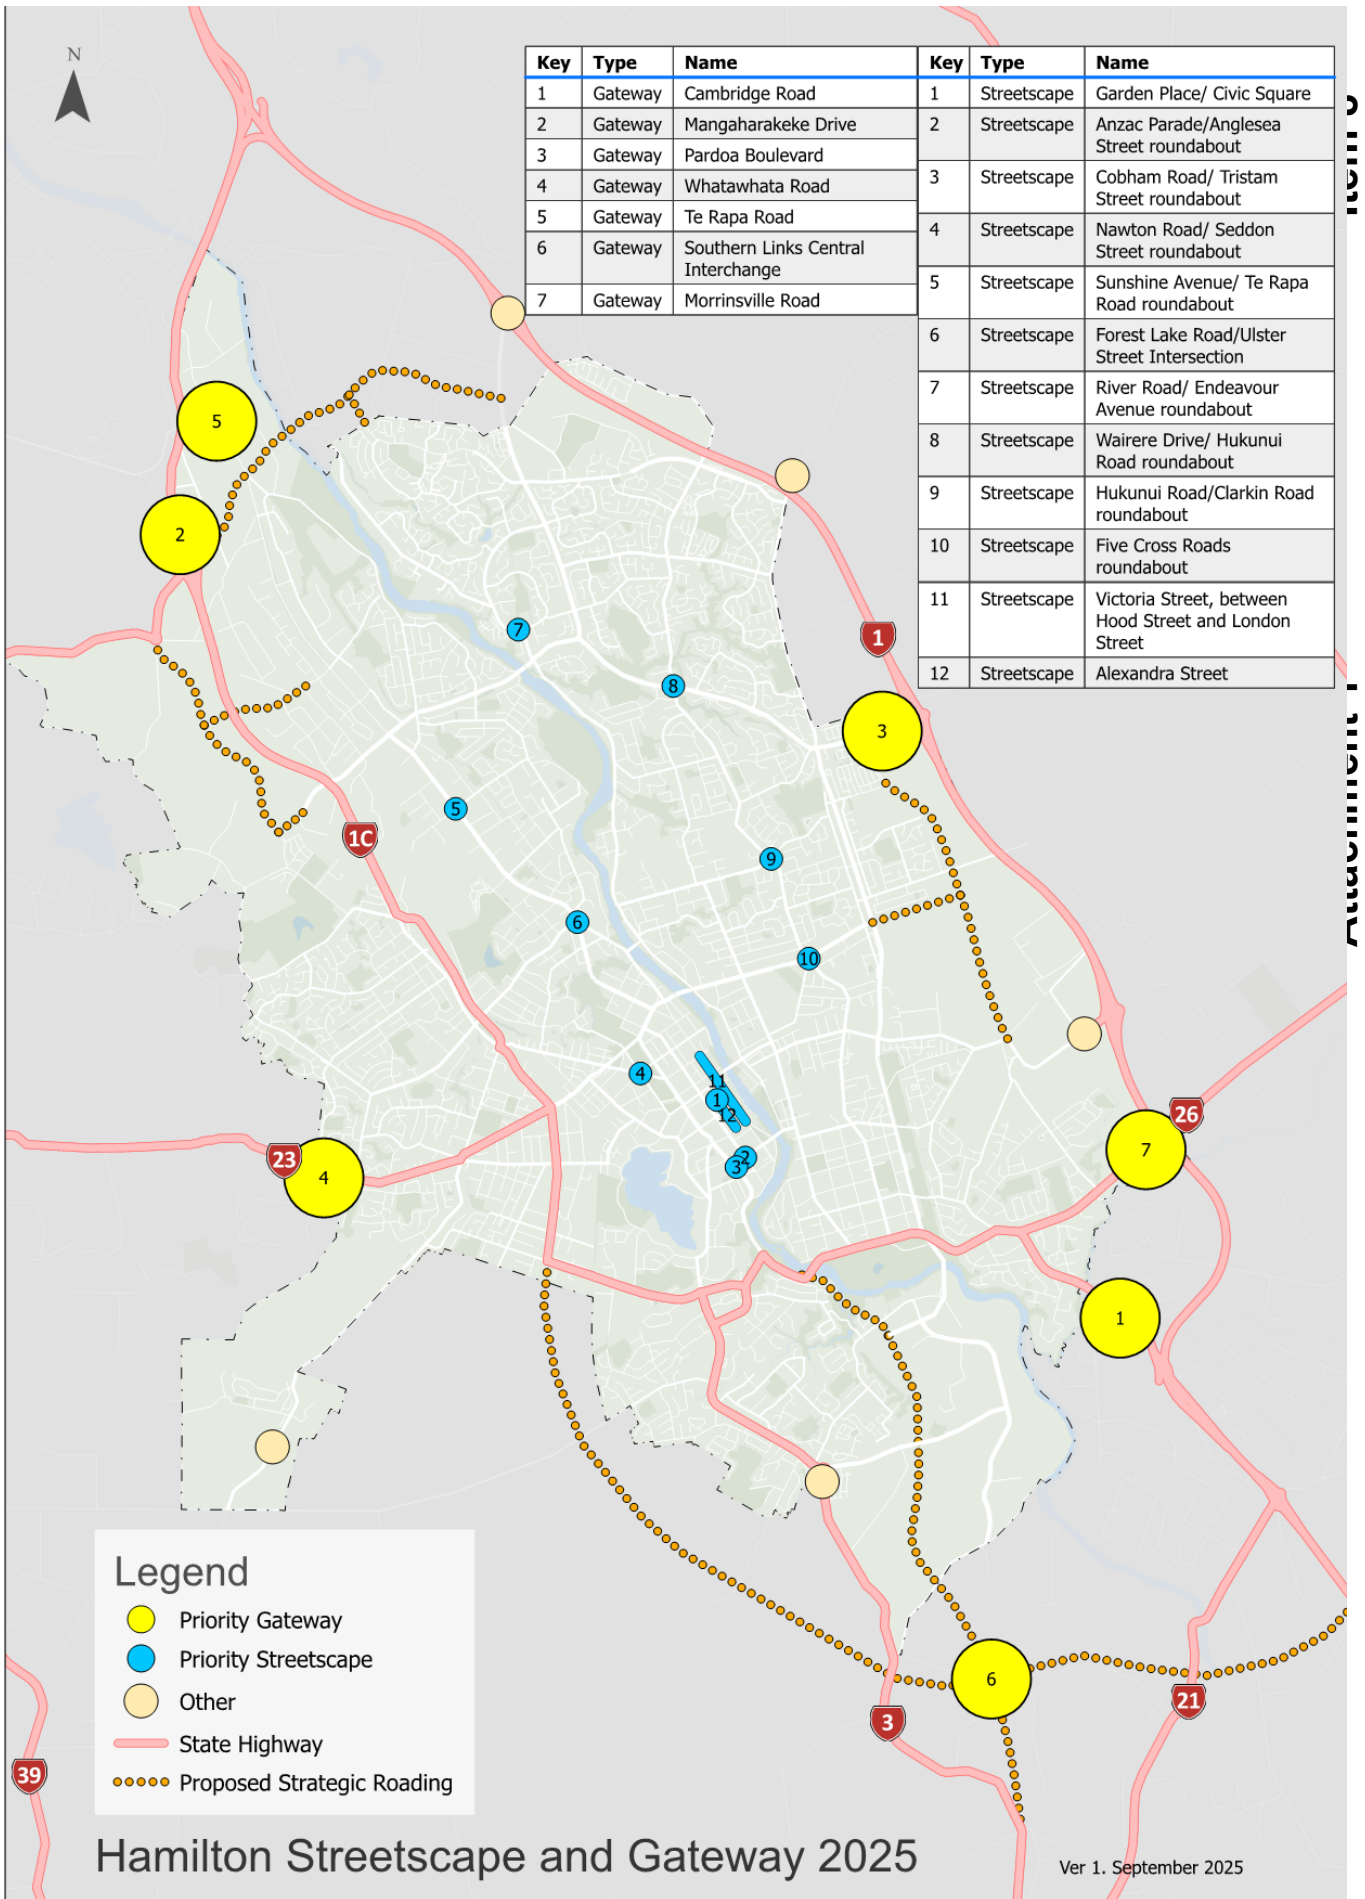 N
Key Type Name
1 Gateway Cambridge Road
2 Gateway Mangaharakeke Drive
3 Gateway Pardoa Boulevard
4 Gateway Whatawhata Road
5 Gateway Te Rapa Road
6 Gateway Southern Links Central
Interchange
7 Gateway Morrinsville Road
Key Type Name
1 Streetscape Garden Place/ Civic Square
2 Streetscape Anzac Parade/Anglesea
Street roundabout
3 Streetscape Cobham Road/ Tristam
Street roundabout
4 Streetscape Nawton Road/ Seddon
Street roundabout
5 Streetscape Sunshine Avenue/ Te Rapa
Road roundabout
6 Streetscape Forest Lake Road/Ulster
Street Intersection
7 Streetscape River Road/ Endeavour
Avenue roundabout
8 Streetscape Wairere Drive/ Hukunui
Road roundabout
9 Streetscape Hukunui Road/Clarkin Road
roundabout
10 Streetscape Five Cross Roads
roundabout
11 Streetscape Victoria Street, between
Hood Street and London
Street
12 Streetscape Alexandra Street
5
2
7
1
8
3
5
1C
9
6
10
4
11
1
12
26
7
23
4
2
3
1
6
21
3
39
Legend
Priority Gateway
Priority Streetscape
Other
State Highway
Proposed Strategic Roading
Hamilton Streetscape and Gateway 2025
Ver 1. September 2025